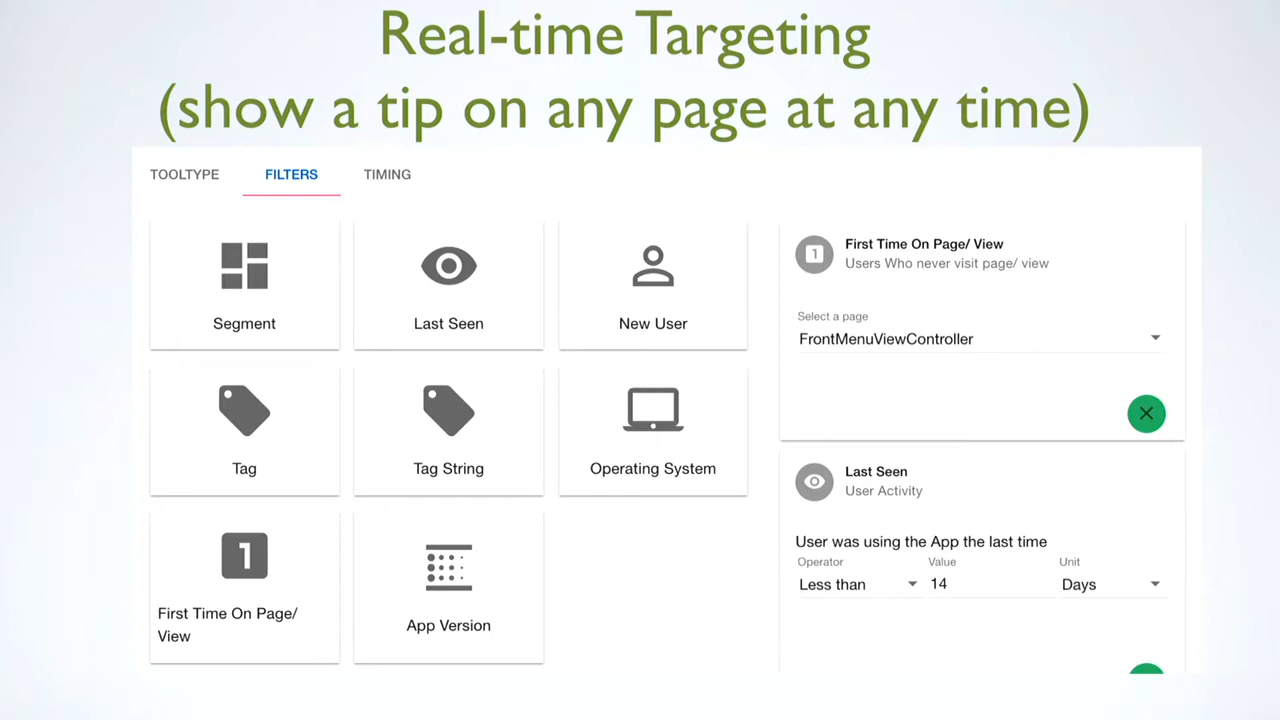 Real-time Targeting
(show a tip on any page at any time)
TOOLTYPE
FILTERS
TIMING
Segment
Last Seen
New User
Tag
Tag String
Operating System
1
First Time On Page/
View
App Version
1
First Time On Page/ View
Users Who never visit page/ view
Select a page
FrontMenuViewController
Last Seen
User Activity
User was using the App the last time
Operator
Value
Unit
Less than
14
Days